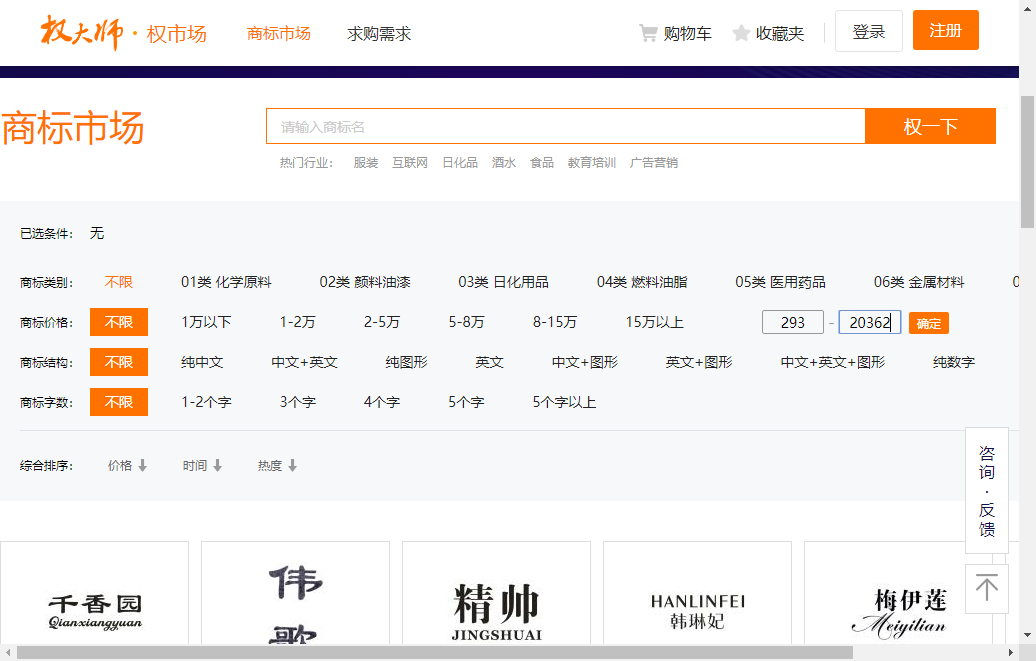 权大师·权市场 商标市场 求购需求 购物车 收藏夹 登录 注册
商标市场 请输入商标名 权一下
热门行业: 服装 互联网 日化品 酒水 食品 教育培训 广告营销
已选条件: 无
商标类别: 不限 01类 化学原料 02类 颜料油漆 03类 日化用品 04类 燃料油脂 05类 医用药品 06类 金属材料 0
商标价格: 不限 1万以下 1-2万 2-5万 5-8万 8-15万 15万以上 293 - 20362 确定
商标结构: 不限 纯中文 中文+英文 纯图形 英文 中文+图形 英文+图形 中文+英文+图形 纯数字
商标字数: 不限 1-2个字 3个字 4个字 5个字 5个字以上
综合排序: 价格 时间 热度
咨询·反馈
千香园
Qianxiangyuan
伟歌
精帅
JINGSHUAI
HANLINFEI
韩琳妃
梅伊莲
Meiyilian